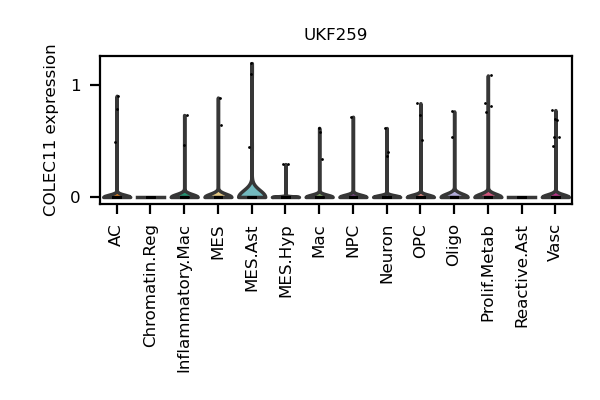 UKF259
COLEC11 expression
1
0
AC
Chromatin.Reg
Inflammatory.Mac
MES
MES.Ast
MES.Hyp
Mac
NPC
Neuron
OPC
Oligo
Prolif.Metab
Reactive.Ast
Vasc